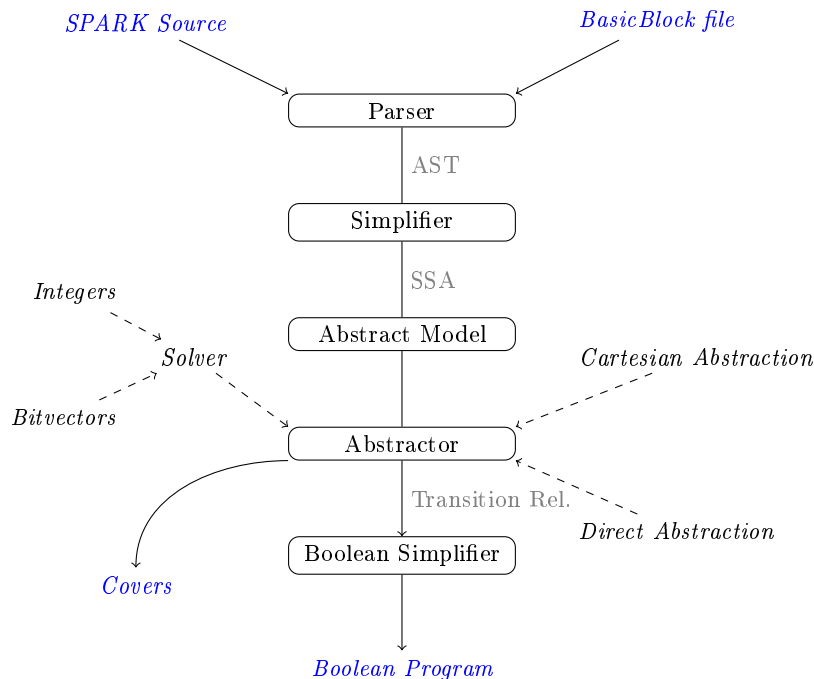 SPARK Source
BasicBlock file
Parser
AST
Simplifier
SSA
Integers
Abstract Model
Solver
Cartesian Abstraction
Bitvectors
Abstractor
Transition Rel.
Direct Abstraction
Boolean Simplifier
Covers
Boolean Program